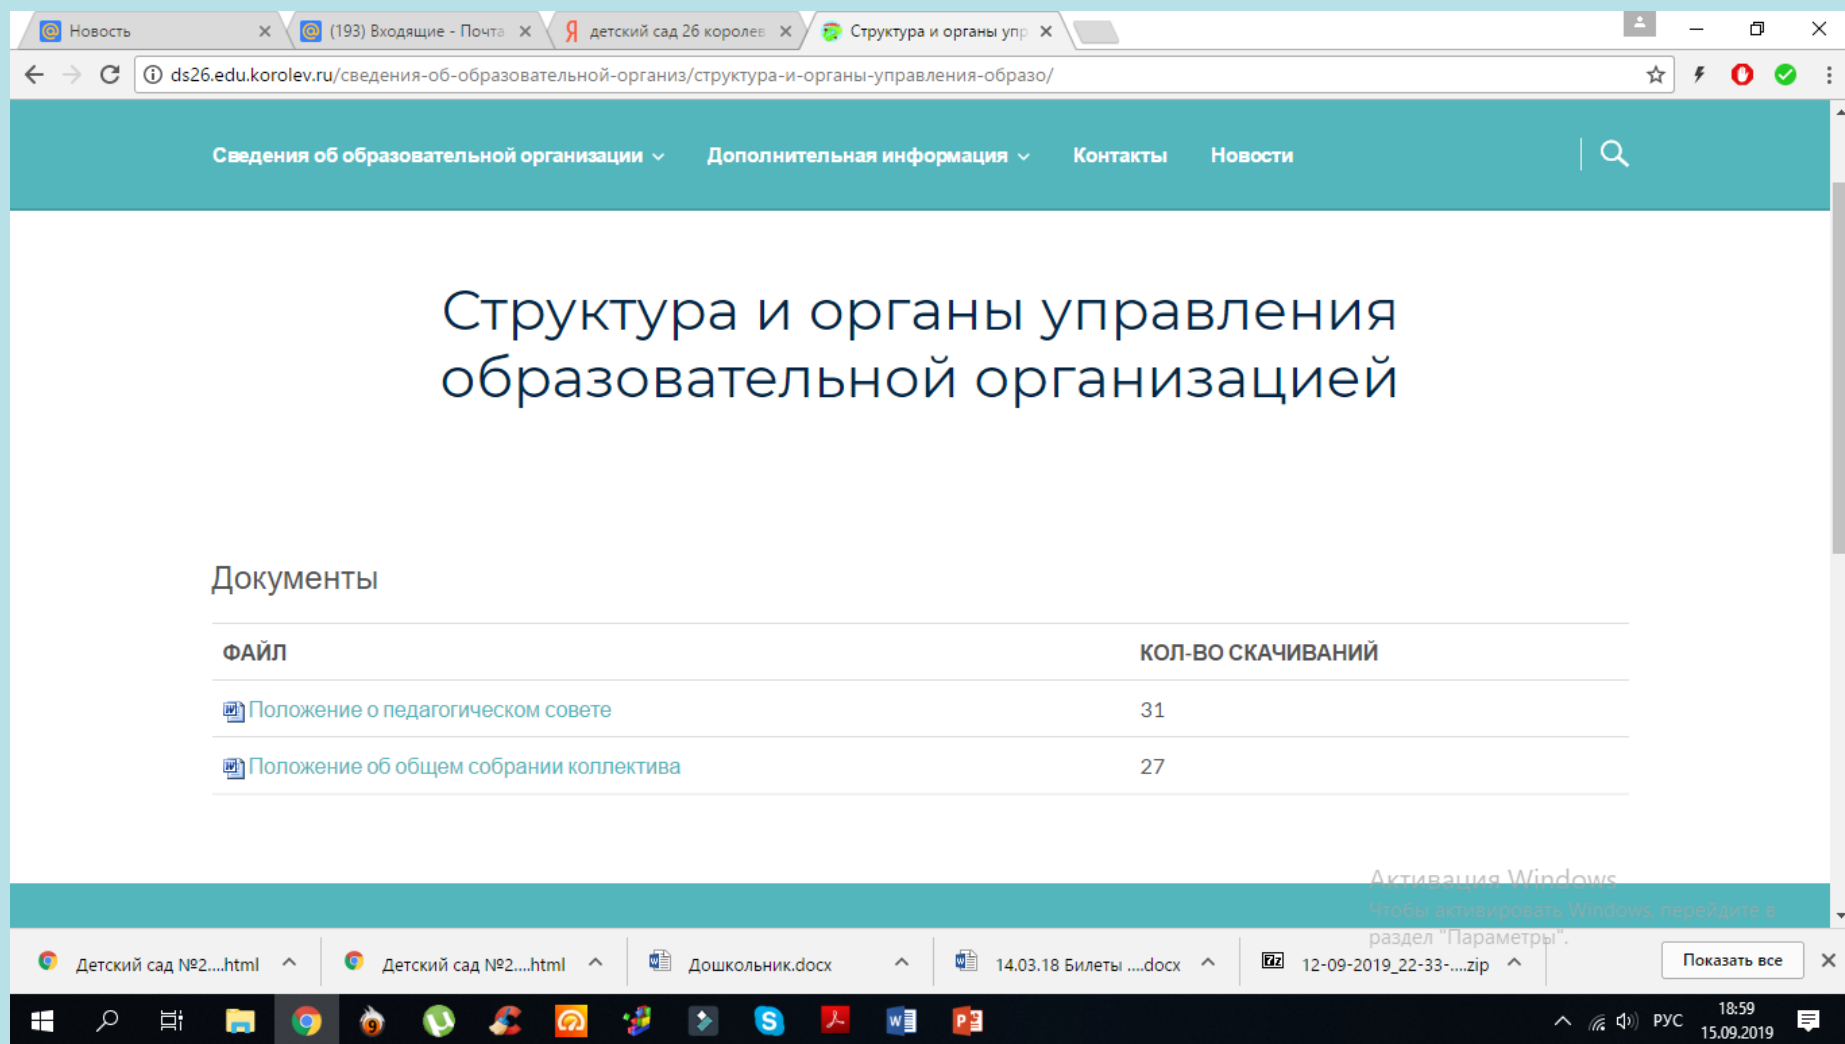 Новость
(193) Входящие - Почта
детский сад 26 королев
Структура и органы упр
ds26.edu.korolev.ru/сведения-об-образовательной-организ/структура-и-органы-управления-образо/
Сведения об образовательной организации
Дополнительная информация
Контакты
Новости
Структура и органы управления
образовательной организацией
Документы
ФАЙЛ
КОЛ-ВО СКАЧИВАНИЙ
Положение о педагогическом совете
31
Положение об общем собрании коллектива
27
Активация Windows
Чтобы активировать Windows, перейдите в
раздел "Параметры".
Детский сад №2....html
Детский сад №2....html
Дошкольник.docx
14.03.18 Билеты ....docx
12-09-2019_22-33-....zip
Показать все
РУС
18:59
15.09.2019